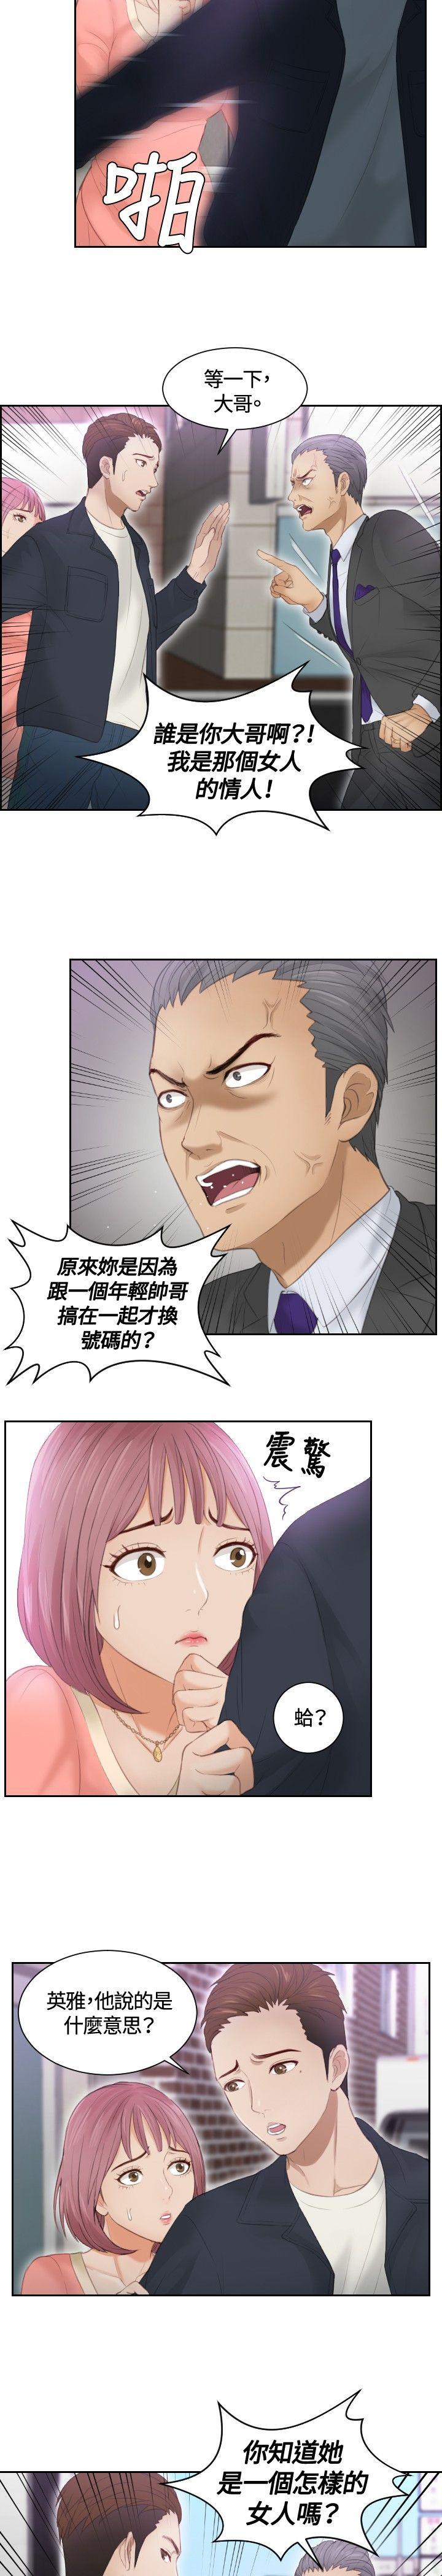 啪
等一下，
大哥。
誰是你大哥啊？！
我是那個女人
的情人！
原來妳是因為
跟一個年輕帥哥
搞在一起才換
號碼的？
震驚
蛤？
英雅，他說的是
什麼意思？
你知道她
是一個怎樣的
女人嗎？